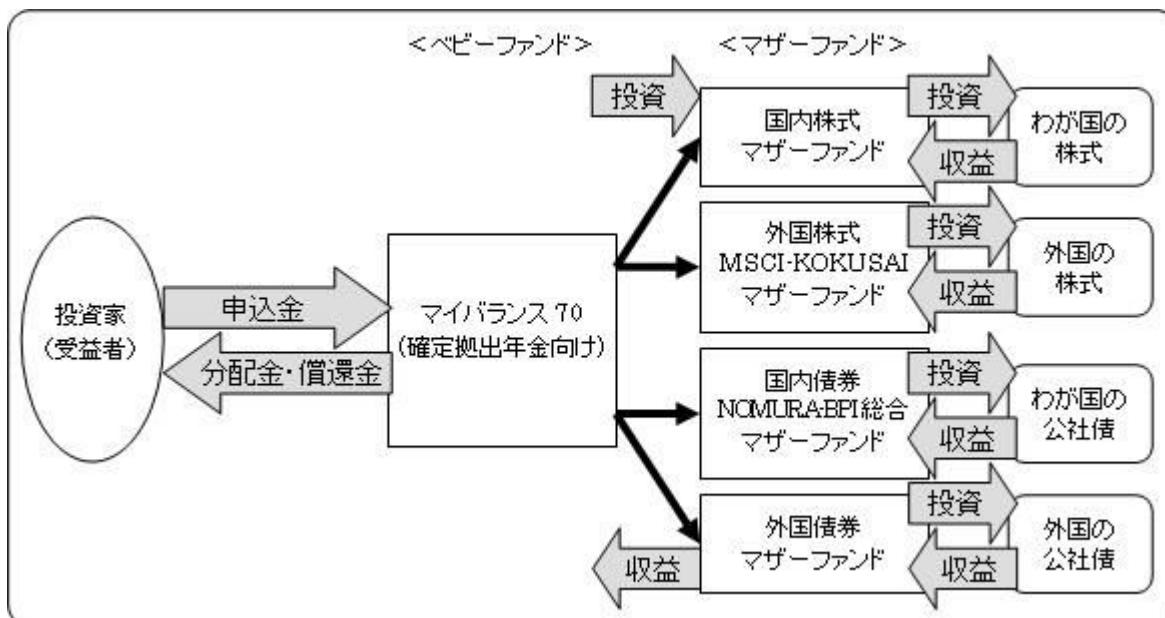 ＜ベビーファンド＞
＜マザーファンド＞
投資
国内株式
マザーファンド
投資
収益
わが国の
株式
外国株式
MSCI-KOKUSAI
マザーファンド
投資
収益
外国の
株式
投資家
（受益者）
申込金
分配金・償還金
マイバランス 70
（確定拠出年金向け）
国内債券
NOMURA-BPI総合
マザーファンド
投資
収益
わが国の
公社債
外国債券
マザーファンド
収益
投資
収益
外国の
公社債